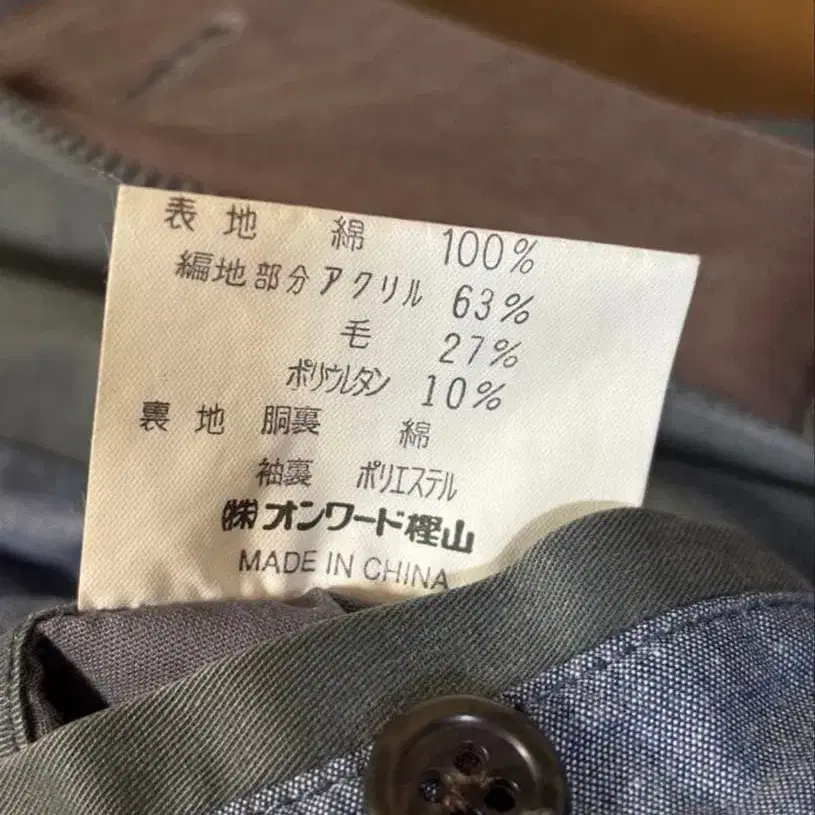 表地 綿 100%
編地部分 アクリル 63%
毛 27%
ポリウレタン 10%
裏地 胴裏 綿
袖裏 ポリエステル
㈱オンワード樫山
MADE IN CHINA